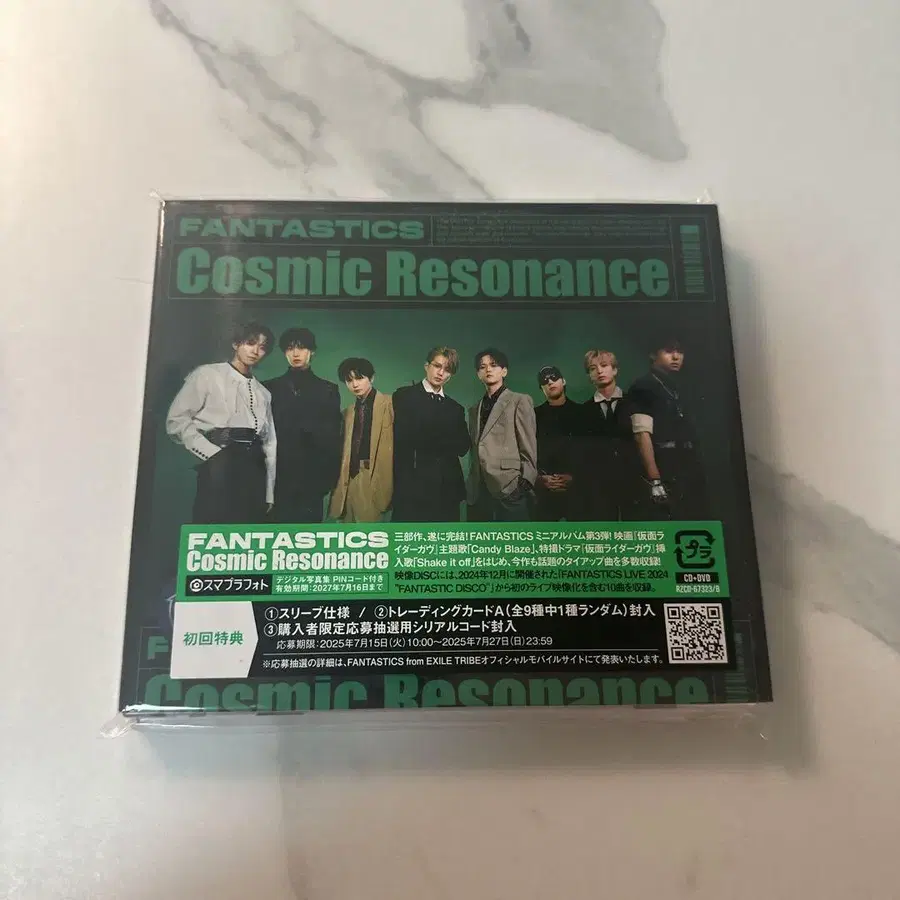 FANTASTICS
Cosmic Resonance
FANTASTICS
Cosmic Resonance
スマプラフォト
デジタル写真集 PINコード付き
有効期間:2027年7月16日まで
三部作、遂に完結!FANTASTICS ミニアルバム第3弾!映画『仮面ラ
イダーガヴ』主題歌「Candy Blaze」、特撮ドラマ『仮面ライダーガヴ』挿
入歌「Shake it off」をはじめ、今作も話題のタイアップ曲を多数収録!
映像DISCには、2024年12月に開催された「FANTASTICS LIVE 2024
"FANTASTIC DISCO"」から初のライブ映像化を含む10曲を収録。
プラ
CD+DVD
RZCD-67323/B
初回特典
①スリーブ仕様 / ②トレーディングカードA(全9種中1種ランダム)封入
③購入者限定応募抽選用シリアルコード封入
応募期限:2025年7月15日(火)10:00〜2025年7月27日(日)23:59
※応募抽選の詳細は、FANTASTICS from EXILE TRIBEオフィシャルモバイルサイトにて発表いたします。
Cosmic Resonance